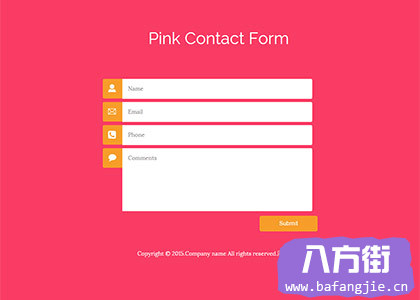 Pink Contact Form
Name
Email
Phone
Comments
Submit
Copyright © 2015.Company name All rights reserved.
八方街
www.bafangjie.cn